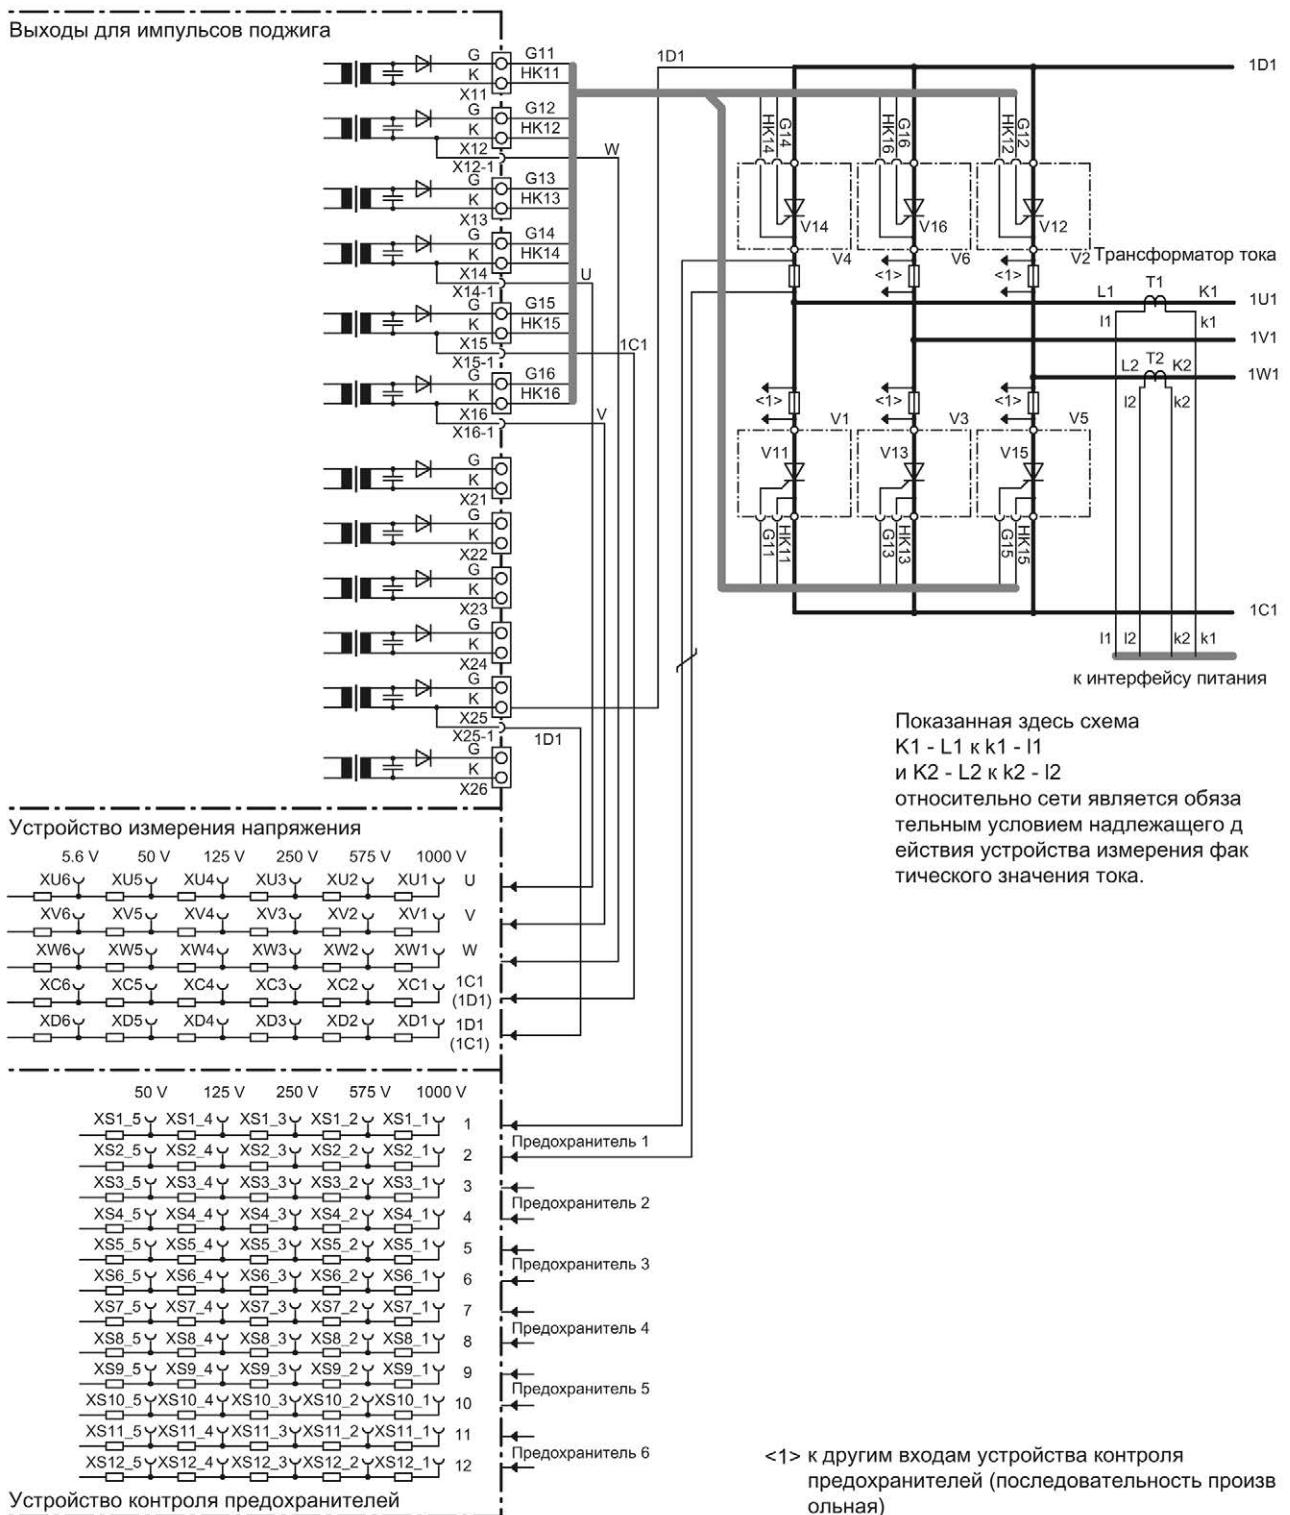 Выходы для импульсов поджига
G G11
K HK11
X11
G G12
K HK12
X12
X12-1 W
G G13
K HK13
X13
G G14
K HK14
X14
X14-1 U
G G15
K HK15
X15
X15-1 1C1
G G16
K HK16
X16
X16-1 V
G
K
X21
G
K
X22
G
K
X23
G
K
X24
G
K
X25
X25-1 1D1
G
K
X26
1D1 1D1
HK14 G14 HK16 G16 HK12 G12
V14 V16 V12
V4 V6 V2
<1> <1>
Трансформатор тока
L1 T1 K1 1U1
l1 k1
1V1
L2 T2 K2 1W1
l2 k2
<1> <1> <1>
V1 V3 V5
V11 V13 V15
G11 HK11 G13 HK13 G15 HK15
1C1
l1 l2 k2 k1
к интерфейсу питания
Показанная здесь схема
K1 - L1 к k1 - l1
и K2 - L2 к k2 - l2
относительно сети является обяза
тельным условием надлежащего д
ействия устройства измерения фак
тического значения тока.
Устройство измерения напряжения
5.6 V 50 V 125 V 250 V 575 V 1000 V
XU6 XU5 XU4 XU3 XU2 XU1 U
XV6 XV5 XV4 XV3 XV2 XV1 V
XW6 XW5 XW4 XW3 XW2 XW1 W
XC6 XC5 XC4 XC3 XC2 XC1 1C1
(1D1)
XD6 XD5 XD4 XD3 XD2 XD1 1D1
(1C1)
50 V 125 V 250 V 575 V 1000 V
XS1_5 XS1_4 XS1_3 XS1_2 XS1_1 1
Предохранитель 1
XS2_5 XS2_4 XS2_3 XS2_2 XS2_1 2
XS3_5 XS3_4 XS3_3 XS3_2 XS3_1 3
Предохранитель 2
XS4_5 XS4_4 XS4_3 XS4_2 XS4_1 4
XS5_5 XS5_4 XS5_3 XS5_2 XS5_1 5
Предохранитель 3
XS6_5 XS6_4 XS6_3 XS6_2 XS6_1 6
XS7_5 XS7_4 XS7_3 XS7_2 XS7_1 7
Предохранитель 4
XS8_5 XS8_4 XS8_3 XS8_2 XS8_1 8
XS9_5 XS9_4 XS9_3 XS9_2 XS9_1 9
Предохранитель 5
XS10_5 XS10_4 XS10_3 XS10_2 XS10_1 10
XS11_5 XS11_4 XS11_3 XS11_2 XS11_1 11
Предохранитель 6
XS12_5 XS12_4 XS12_3 XS12_2 XS12_1 12
Устройство контроля предохранителей
<1> к другим входам устройства контроля
предохранителей (последовательность произв
ольная)